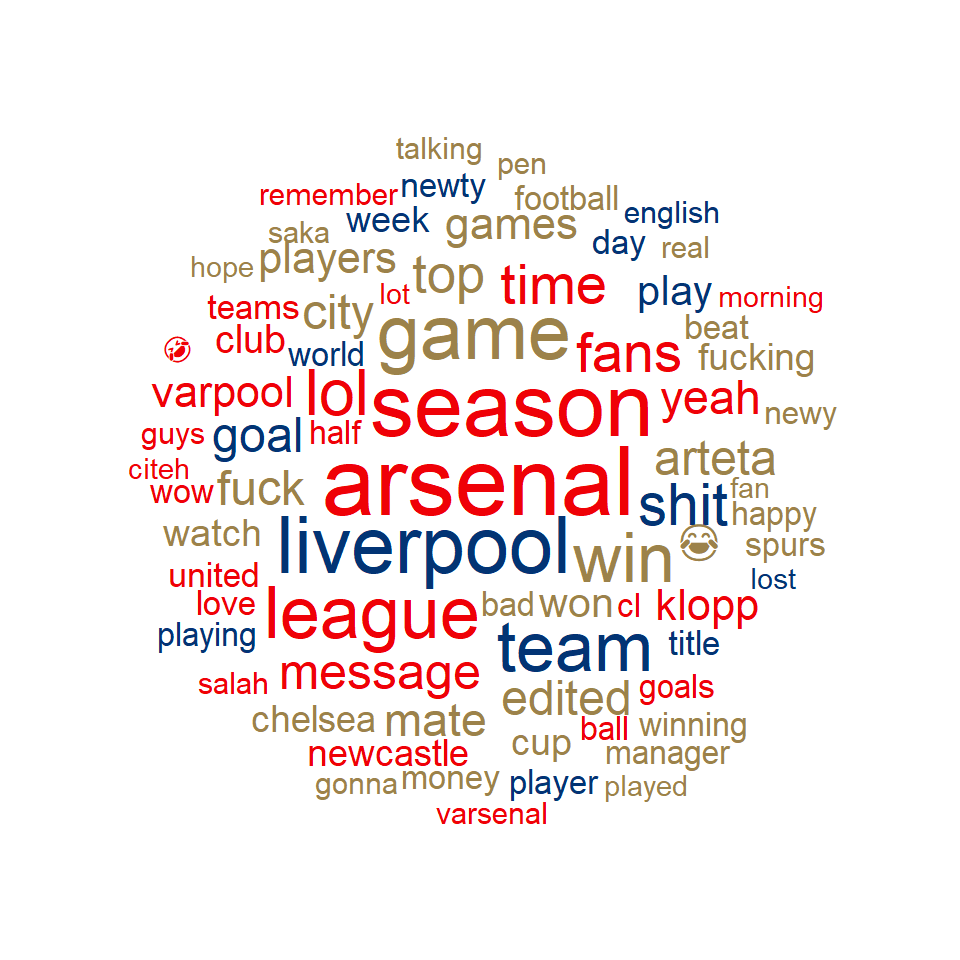 talking
pen
remember
newty
football
english
saka
week
games
day
real
hope
players
top
time
play
morning
teams
city
lot
game
beat
🤣
club
world
fans
fucking
varpool
lol
season
yeah
newy
guys
goal
half
arteta
citeh
wow
fuck
arsenal
shit
fan
happy
watch
liverpool
win
😂
spurs
united
lost
love
league
bad
won
cl
klopp
playing
team
title
salah
message
edited
goals
chelsea
mate
ball
winning
newcastle
cup
manager
gonna
money
player
played
varsenal